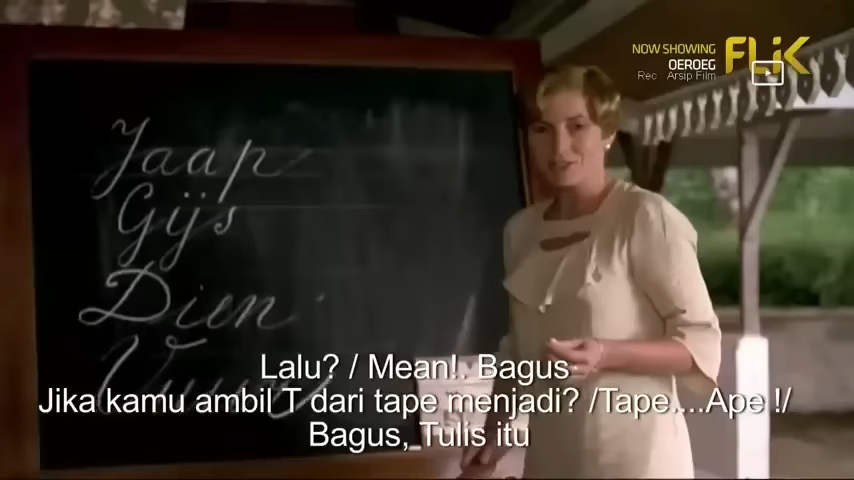 NOW SHOWING
OEROEG
Rec Arsip Film
FLiK
Jaap
Gijs
Dien
Lalu? / Mean!. Bagus
Jika kamu ambil T dari tape menjadi? /Tape....Ape !/
Bagus, Tulis itu